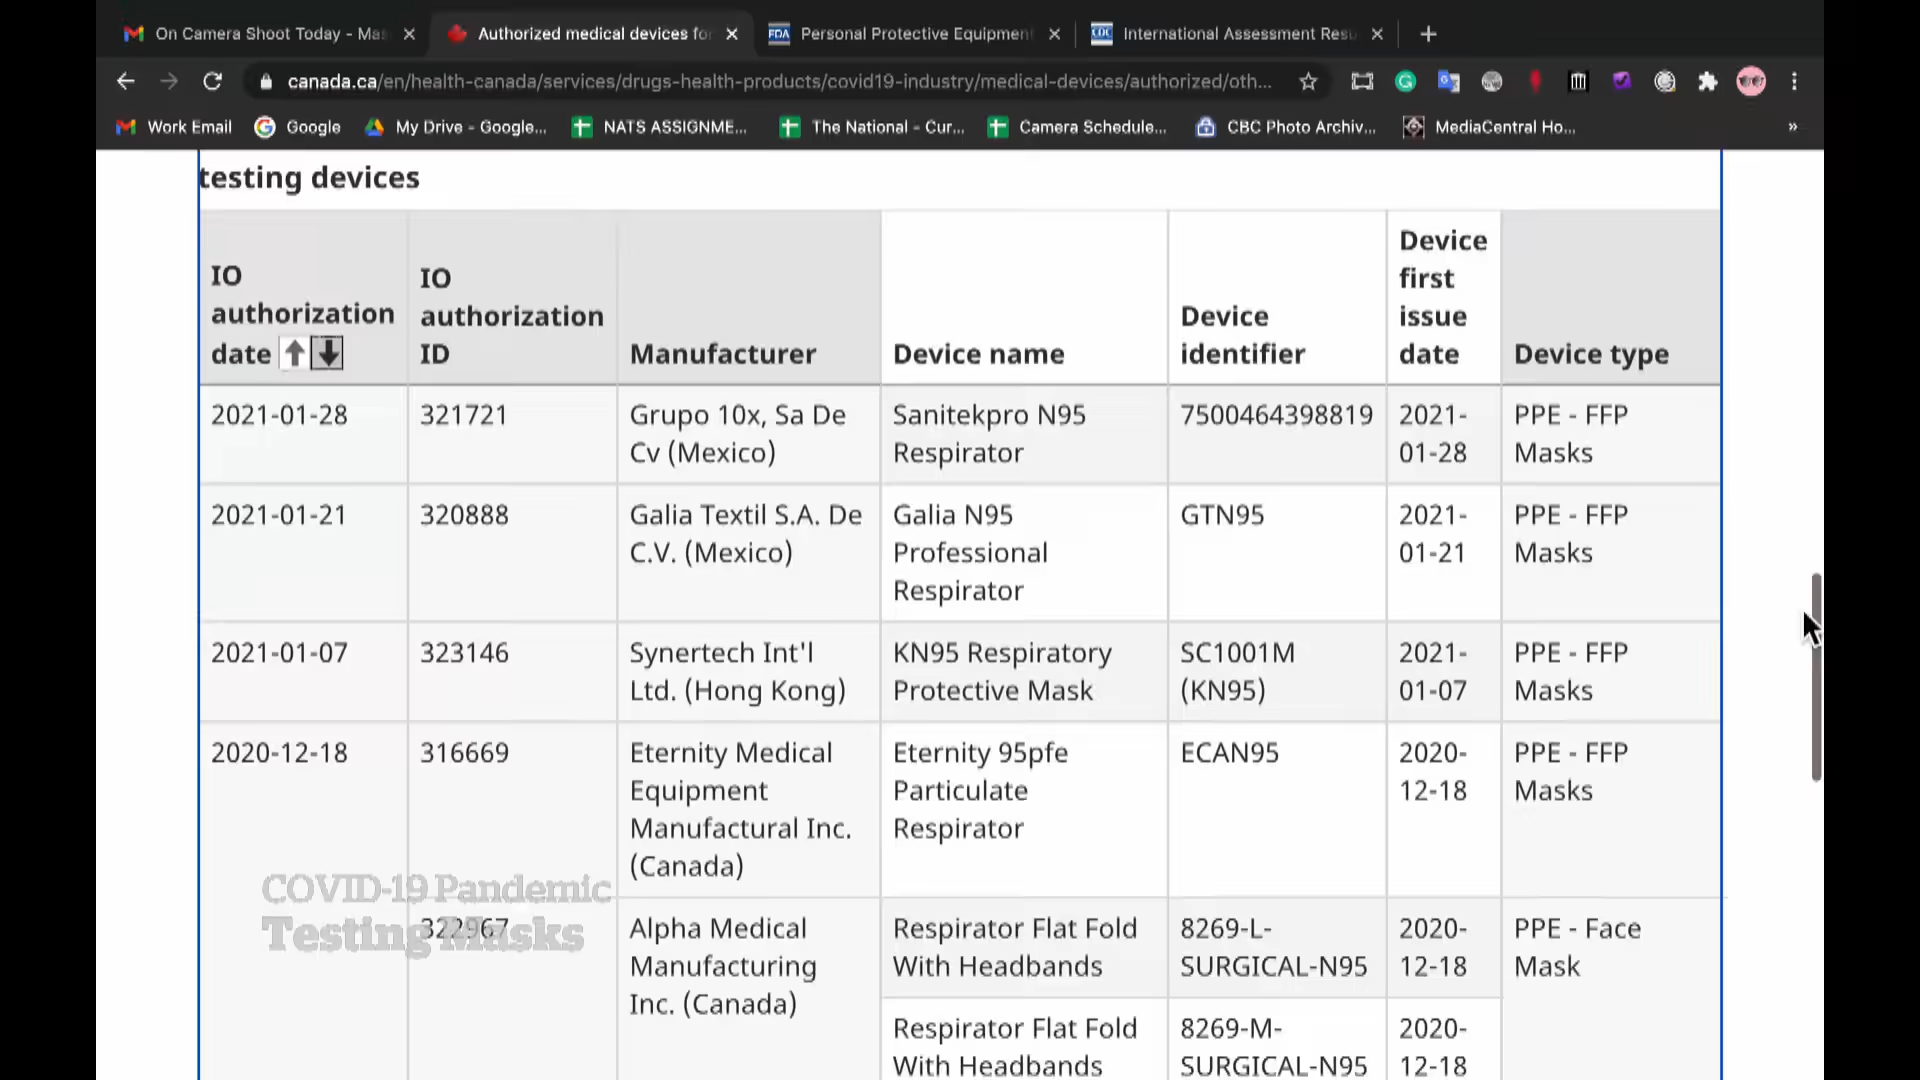 On Camera Shoot Today - Mas
Authorized medical devices for
FDA
Personal Protective Equipment
CDC
International Assessment Resu
canada.ca/en/health-canada/services/drugs-health-products/covid19-industry/medical-devices/authorized/oth...
Work Email
Google
My Drive - Google...
NATS ASSIGNME...
The National - Cur...
Camera Schedule...
CBC Photo Archiv...
MediaCentral Ho...
»
testing devices
IO
authorization
date
IO
authorization
ID
Manufacturer
Device name
Device
identifier
Device
first
issue
date
Device type
2021-01-28
321721
Grupo 10x, Sa De
Cv (Mexico)
Sanitekpro N95
Respirator
7500464398819
2021-
01-28
PPE - FFP
Masks
2021-01-21
320888
Galia Textil S.A. De
C.V. (Mexico)
Galia N95
Professional
Respirator
GTN95
2021-
01-21
PPE - FFP
Masks
2021-01-07
323146
Synertech Int'l
Ltd. (Hong Kong)
KN95 Respiratory
Protective Mask
SC1001M
(KN95)
2021-
01-07
PPE - FFP
Masks
2020-12-18
316669
Eternity Medical
Equipment
Manufactural Inc.
(Canada)
Eternity 95pfe
Particulate
Respirator
ECAN95
2020-
12-18
PPE - FFP
Masks
COVID-19 Pandemic
Testing Masks
322967
Alpha Medical
Manufacturing
Inc. (Canada)
Respirator Flat Fold
With Headbands
8269-L-
SURGICAL-N95
2020-
12-18
PPE - Face
Mask
Respirator Flat Fold
With Headbands
8269-M-
SURGICAL-N95
2020-
12-18